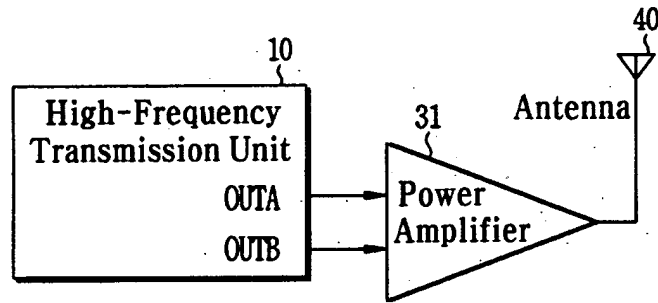 10
High-Frequency
Transmission Unit
OUTA
OUTB
31
Power
Amplifier
Antenna
40